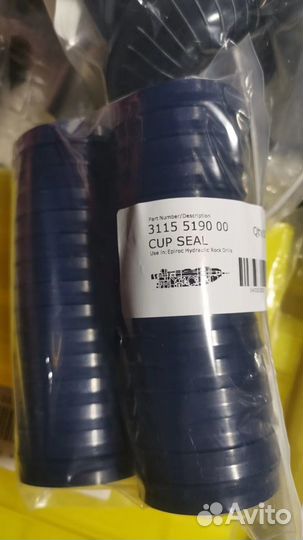 Part Number/Description
3115 5190 00
CUP SEAL
Use in: Epiroc Hydraulic Rock Drills
Avito